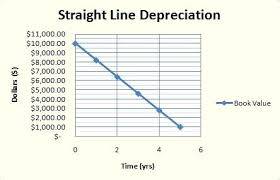 Straight Line Depreciation
Dollars ($)
$11,000.00
$10,000.00
$9,000.00
$8,000.00
$7,000.00
$6,000.00
$5,000.00
$4,000.00
$3,000.00
$2,000.00
$1,000.00
$-
0 2 4 6
Time (yrs)
Book Value